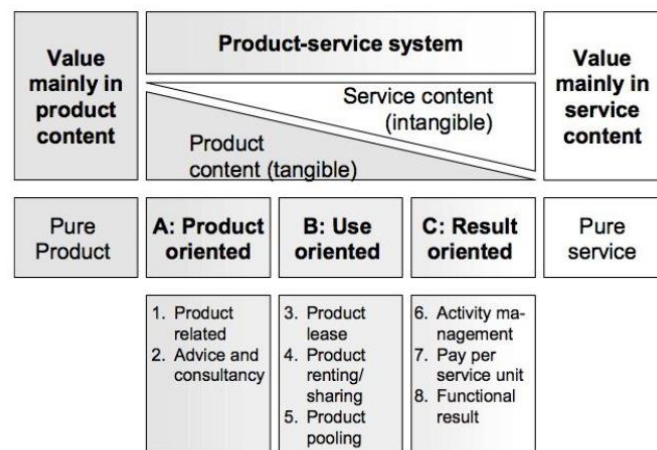 Value
mainly in
product
content
Product-service system
Service content
(intangible)
Product
content (tangible)
Value
mainly in
service
content
Pure
Product
A: Product
oriented
B: Use
oriented
C: Result
oriented
Pure
service
1. Product
related
2. Advice and
consultancy
3. Product
lease
4. Product
renting/
sharing
5. Product
pooling
6. Activity ma-
nagement
7. Pay per
service unit
8. Functional
result